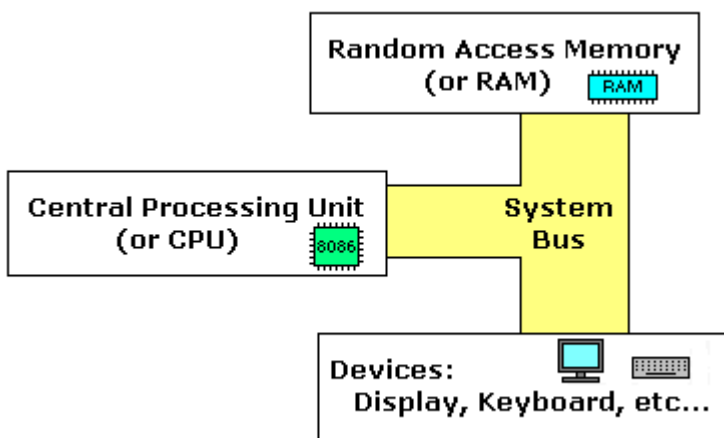 Random Access Memory
(or RAM)
RAM
Central Processing Unit
(or CPU)
8086
System
Bus
Devices:
Display, Keyboard, etc...